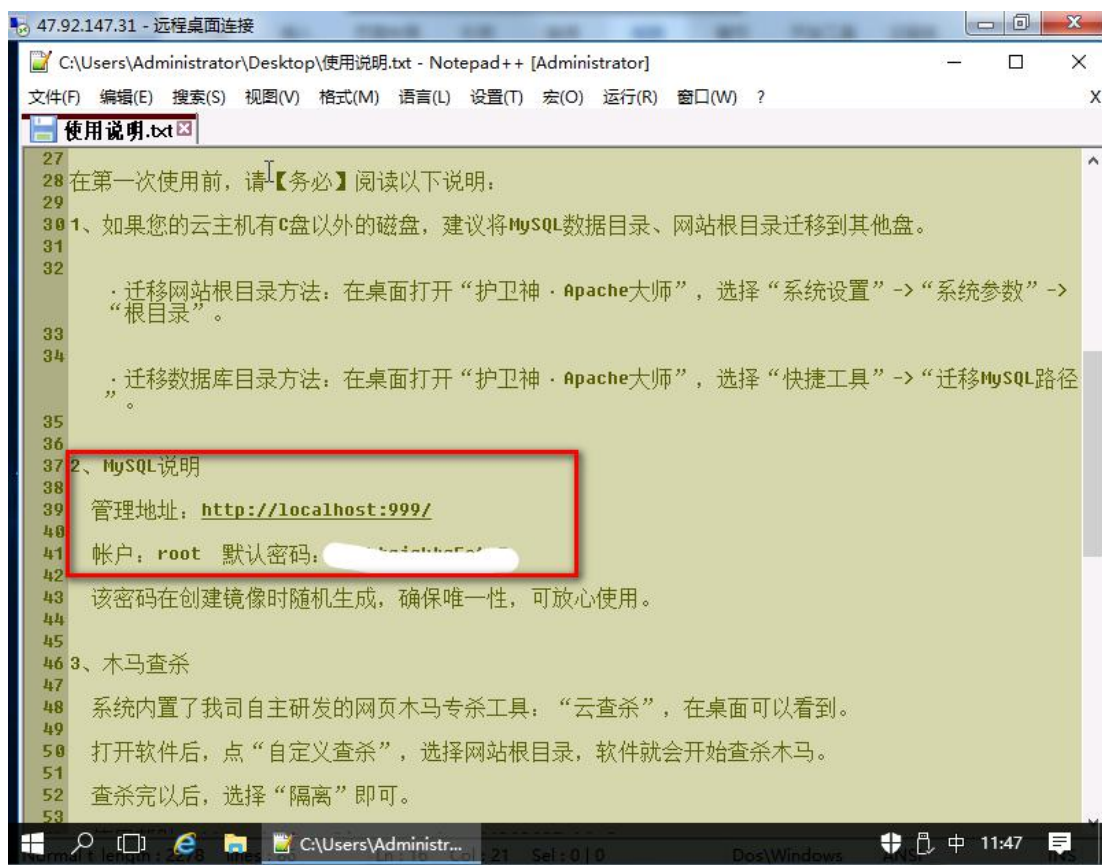 47.92.147.31 - 远程桌面连接
C:\Users\Administrator\Desktop\使用说明.txt - Notepad++ [Administrator]
文件(F) 编辑(E) 搜索(S) 视图(V) 格式(M) 语言(L) 设置(T) 宏(O) 运行(R) 窗口(W) ? X
使用说明.txt
27
28 在第一次使用前，请【务必】阅读以下说明：
29
30 1、如果您的云主机有C盘以外的磁盘，建议将MySQL数据目录、网站根目录迁移到其他盘。
31
32
· 迁移网站根目录方法：在桌面打开“护卫神 · Apache大师”，选择“系统设置”->“系统参数”->
“根目录”。
33
34
· 迁移数据库目录方法：在桌面打开“护卫神 · Apache大师”，选择“快捷工具”->“迁移MySQL路径
”。
35
36
37 2、MySQL说明
38
39 管理地址：http://localhost:999/
40
41 帐户：root 默认密码：
42
43 该密码在创建镜像时随机生成，确保唯一性，可放心使用。
44
45
46 3、木马查杀
47
48 系统内置了我司自主研发的网页木马专杀工具：“云查杀”，在桌面可以看到。
49
50 打开软件后，点“自定义查杀”，选择网站根目录，软件就会开始查杀木马。
51
52 查杀完以后，选择“隔离”即可。
53
C:\Users\Administr... 中 11:47